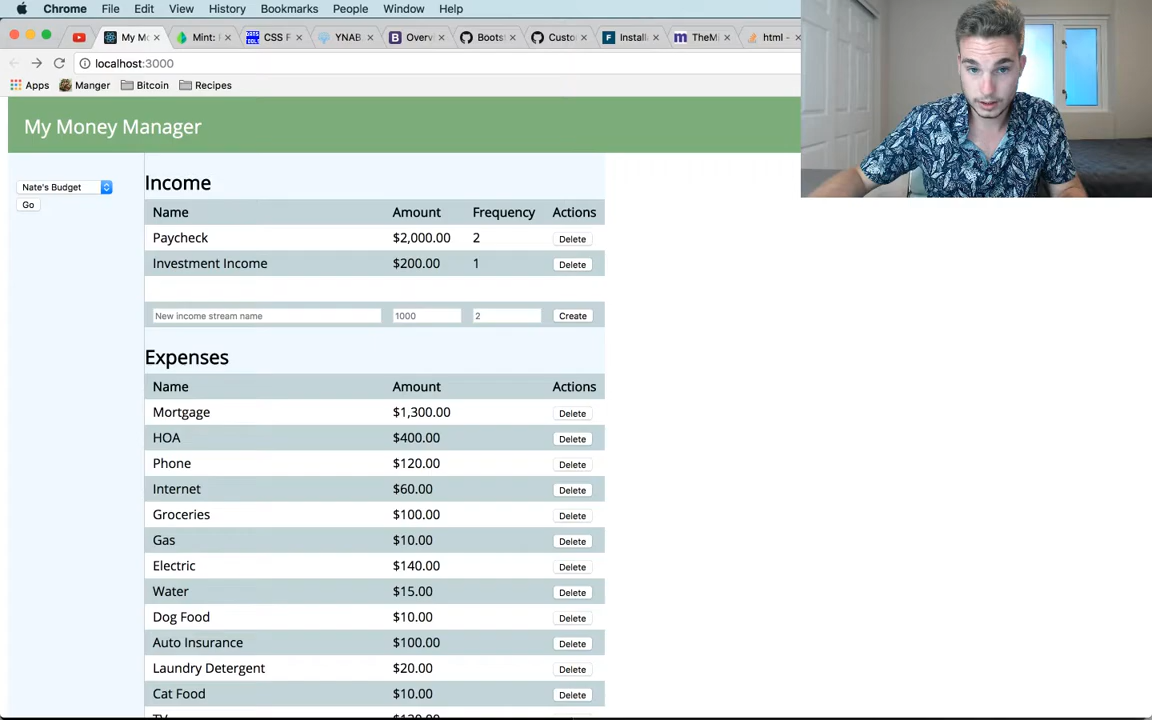 Chrome File Edit View History Bookmarks People Window Help
My Mo Mint: CSS F YNAB Overv Boots Custo Install TheMi html -
localhost:3000
Apps Manger Bitcoin Recipes
My Money Manager
Nate's Budget
Go
Income
Name Amount Frequency Actions
Paycheck $2,000.00 2 Delete
Investment Income $200.00 1 Delete
New income stream name 1000 2 Create
Expenses
Name Amount Actions
Mortgage $1,300.00 Delete
HOA $400.00 Delete
Phone $120.00 Delete
Internet $60.00 Delete
Groceries $100.00 Delete
Gas $10.00 Delete
Electric $140.00 Delete
Water $15.00 Delete
Dog Food $10.00 Delete
Auto Insurance $100.00 Delete
Laundry Detergent $20.00 Delete
Cat Food $10.00 Delete
TV